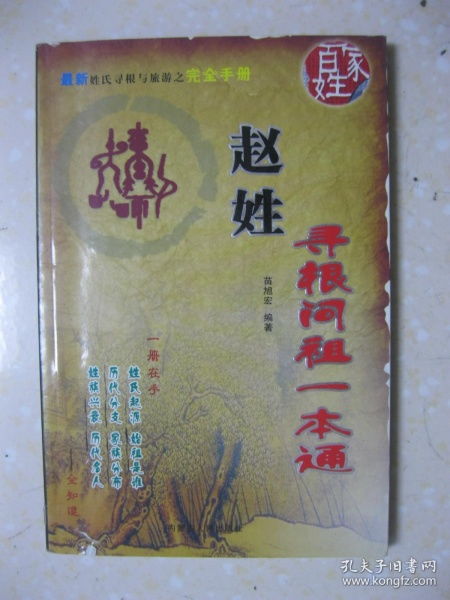 最新姓氏寻根与旅游之完全手册
百家姓
赵姓
寻根问祖一本通
苗旭宏 编著
一册在手
姓氏起源 始祖是谁
历代分支 家族分布
姓族兴衰 历代名人
——全知道
孔夫子旧书网
www.kongfz.com